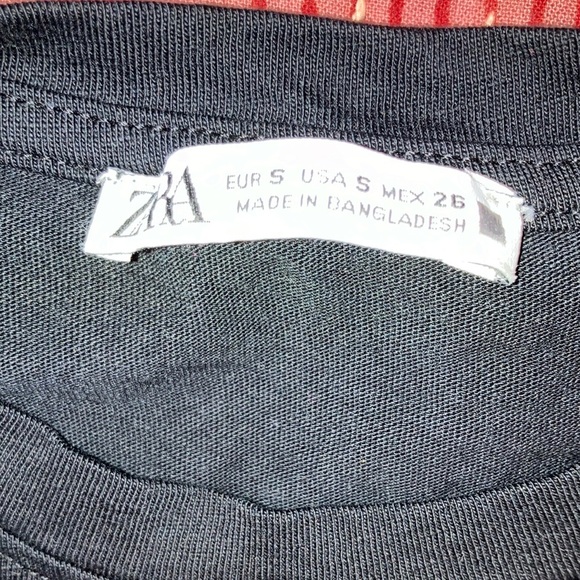 ZARA
EUR S USA S MEX 26
MADE IN BANGLADESH